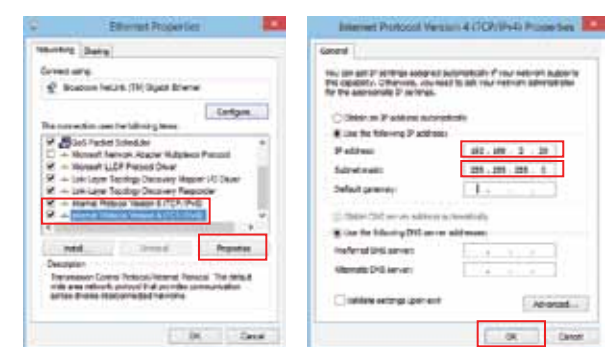 Ethernet Properties
Networking Sharing
Connect using:
Broadcom NetLink (TM) Gigabit Ethernet
Configure...
This connection uses the following items:
QoS Packet Scheduler
Microsoft Network Adapter Multiplexor Protocol
Microsoft LLDP Protocol Driver
Link-Layer Topology Discovery Mapper I/O Driver
Link-Layer Topology Discovery Responder
Internet Protocol Version 6 (TCP/IPv6)
Internet Protocol Version 4 (TCP/IPv4)
Install... Uninstall Properties
Description
Transmission Control Protocol/Internet Protocol. The default
wide area network protocol that provides communication
across diverse interconnected networks.
OK Cancel
Internet Protocol Version 4 (TCP/IPv4) Properties
General
You can get IP settings assigned automatically if your network supports
this capability. Otherwise, you need to ask your network administrator
for the appropriate IP settings.
Obtain an IP address automatically
Use the following IP address:
IP address:
Subnet mask: 255 . 255 . 255 .
Default gateway:
Obtain DNS server address automatically
Use the following DNS server addresses:
Preferred DNS server:
Alternate DNS server:
Validate settings upon exit
Advanced...
OK Cancel